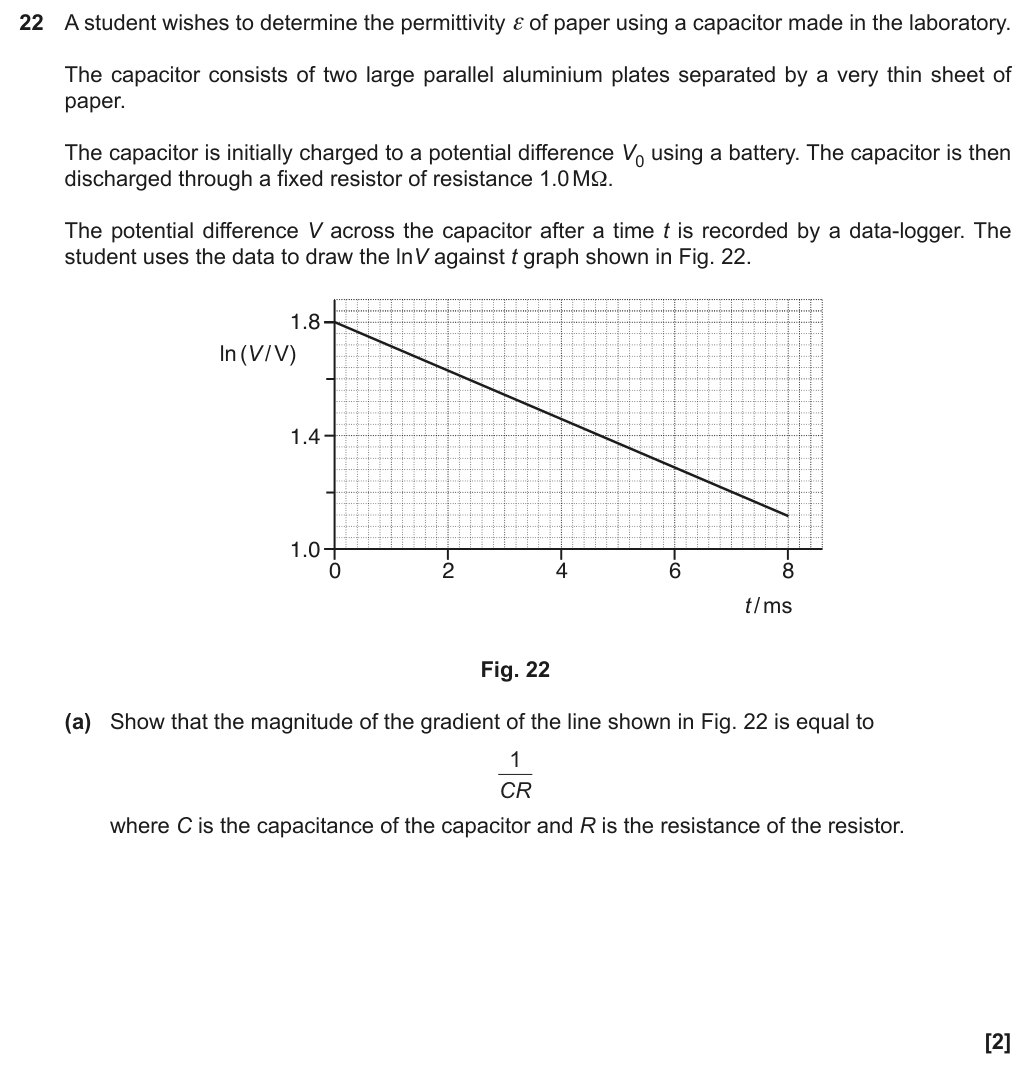 22 A student wishes to determine the permittivity ε of paper using a capacitor made in the laboratory.
The capacitor consists of two large parallel aluminium plates separated by a very thin sheet of
paper.
The capacitor is initially charged to a potential difference V₀ using a battery. The capacitor is then
discharged through a fixed resistor of resistance 1.0 MΩ.
The potential difference V across the capacitor after a time t is recorded by a data-logger. The
student uses the data to draw the lnV against t graph shown in Fig. 22.
1.8
ln (V/V)
1.4
1.0
0 2 4 6 8
t/ms
Fig. 22
(a) Show that the magnitude of the gradient of the line shown in Fig. 22 is equal to
1
CR
where C is the capacitance of the capacitor and R is the resistance of the resistor.
[2]